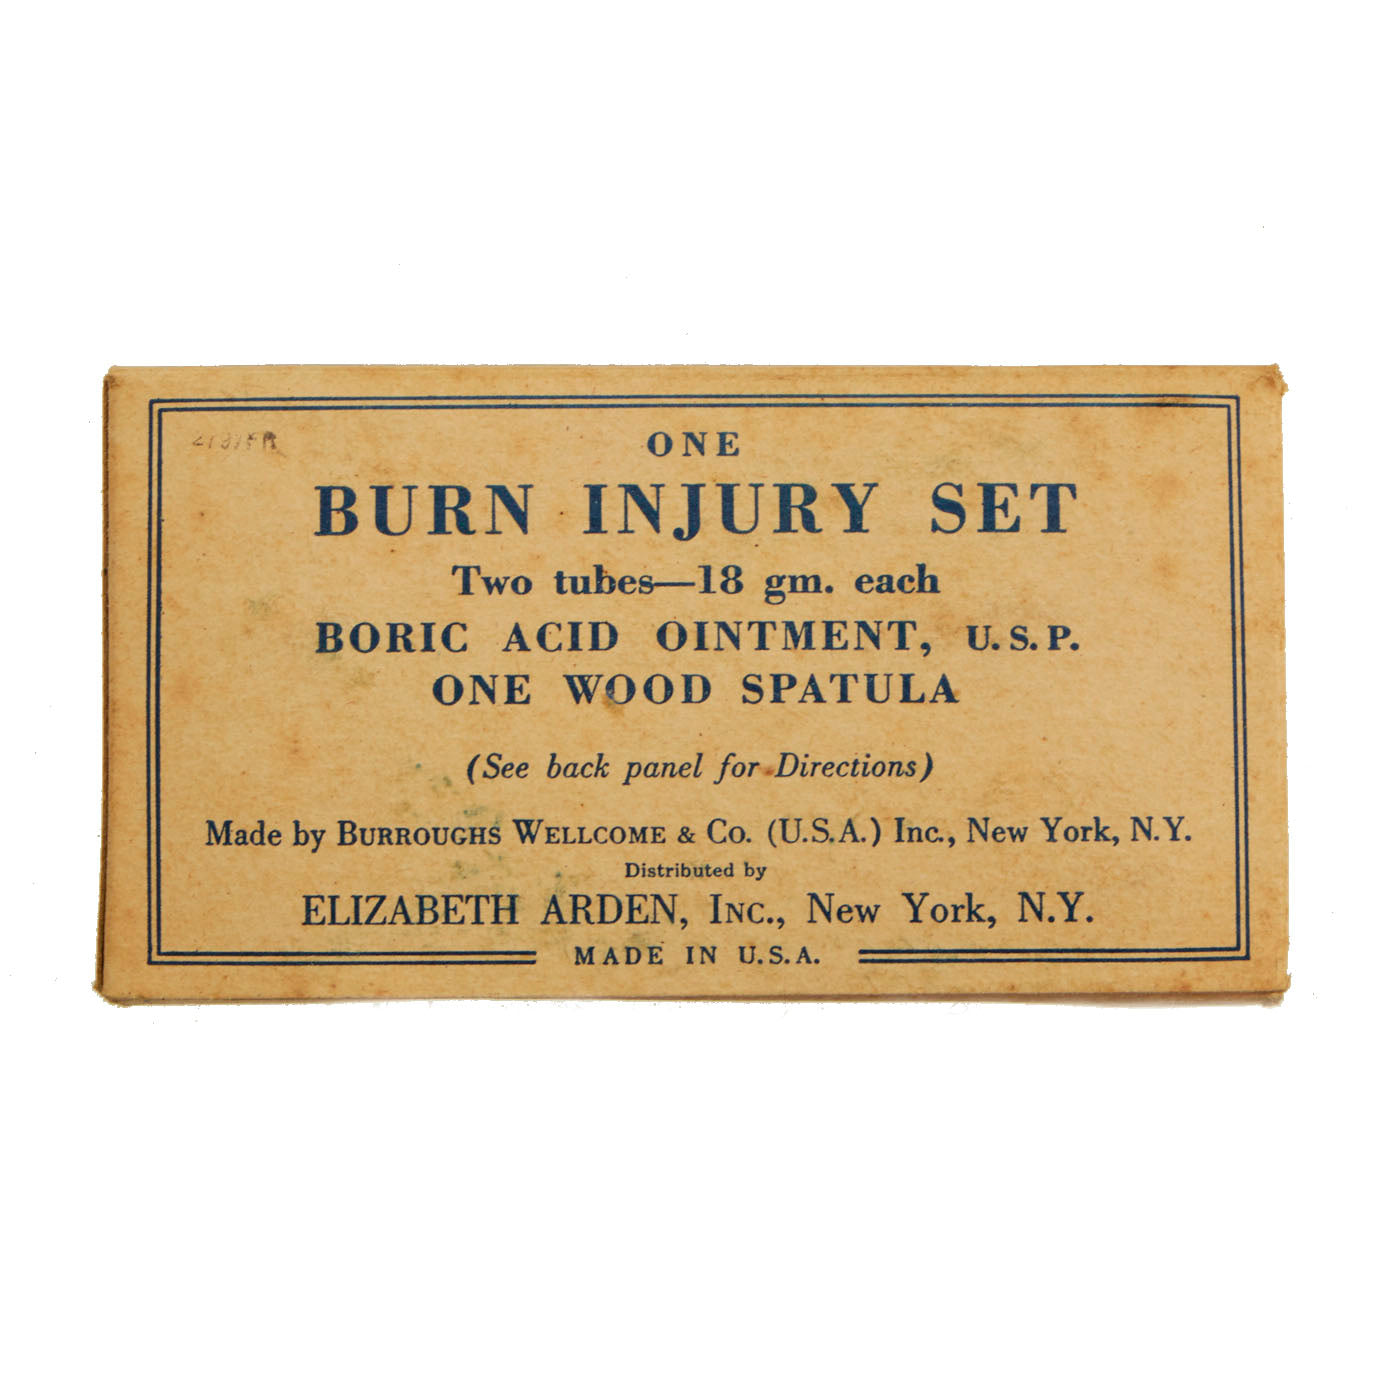 ONE
BURN INJURY SET
Two tubes—18 gm. each
BORIC ACID OINTMENT, U.S.P.
ONE WOOD SPATULA
(See back panel for Directions)
Made by BURROUGHS WELLCOME & CO. (U.S.A.) Inc., New York, N.Y.
Distributed by
ELIZABETH ARDEN, INC., New York, N.Y.
MADE IN U.S.A.